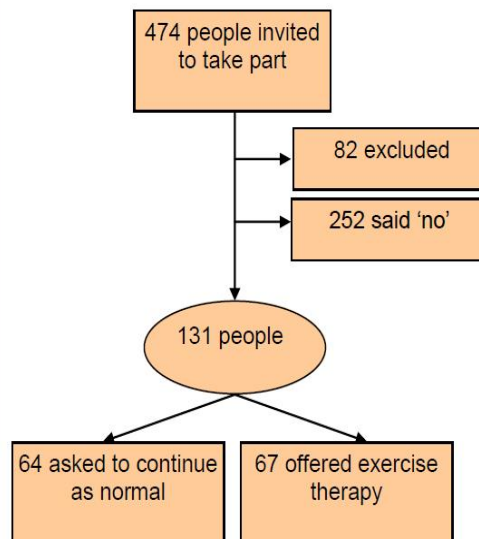 474 people invited
to take part
82 excluded
252 said ‘no’
131 people
64 asked to continue
as normal
67 offered exercise
therapy